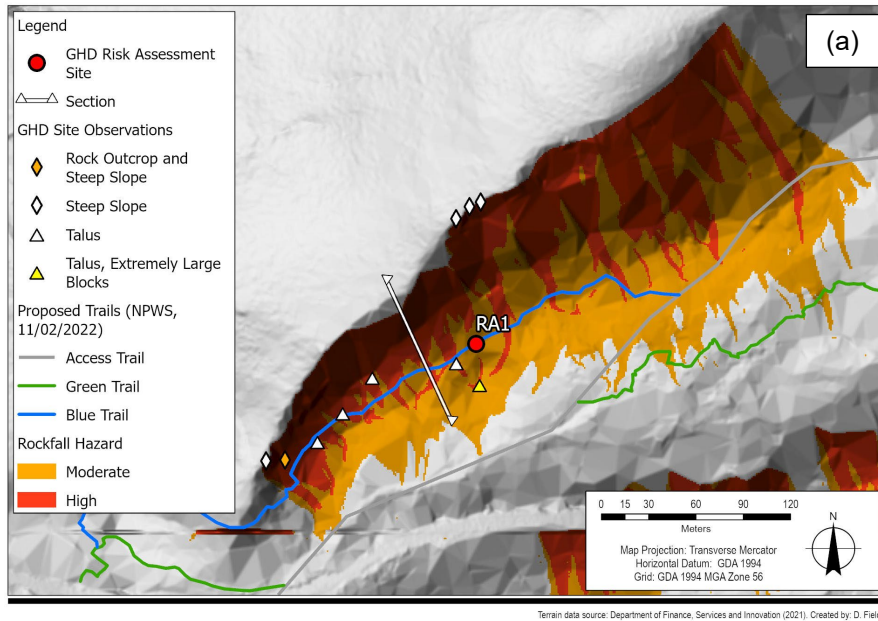 (a)
Legend
GHD Risk Assessment
Site
Section
GHD Site Observations
Rock Outcrop and
Steep Slope
Steep Slope
Talus
Talus, Extremely Large
Blocks
Proposed Trails (NPWS,
11/02/2022)
Access Trail
Green Trail
Blue Trail
Rockfall Hazard
Moderate
High
RA1
0 15 30 60 90 120
Meters
Map Projection: Transverse Mercator
Horizontal Datum: GDA 1994
Grid: GDA 1994 MGA Zone 56
N
Terrain data source: Department of Finance, Services and Innovation (2021). Created by: D. Field